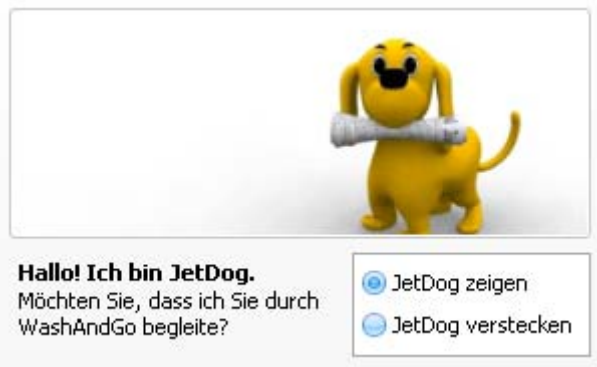 Hallo! Ich bin JetDog.
Möchten Sie, dass ich Sie durch
WashAndGo begleite?
JetDog zeigen
JetDog verstecken